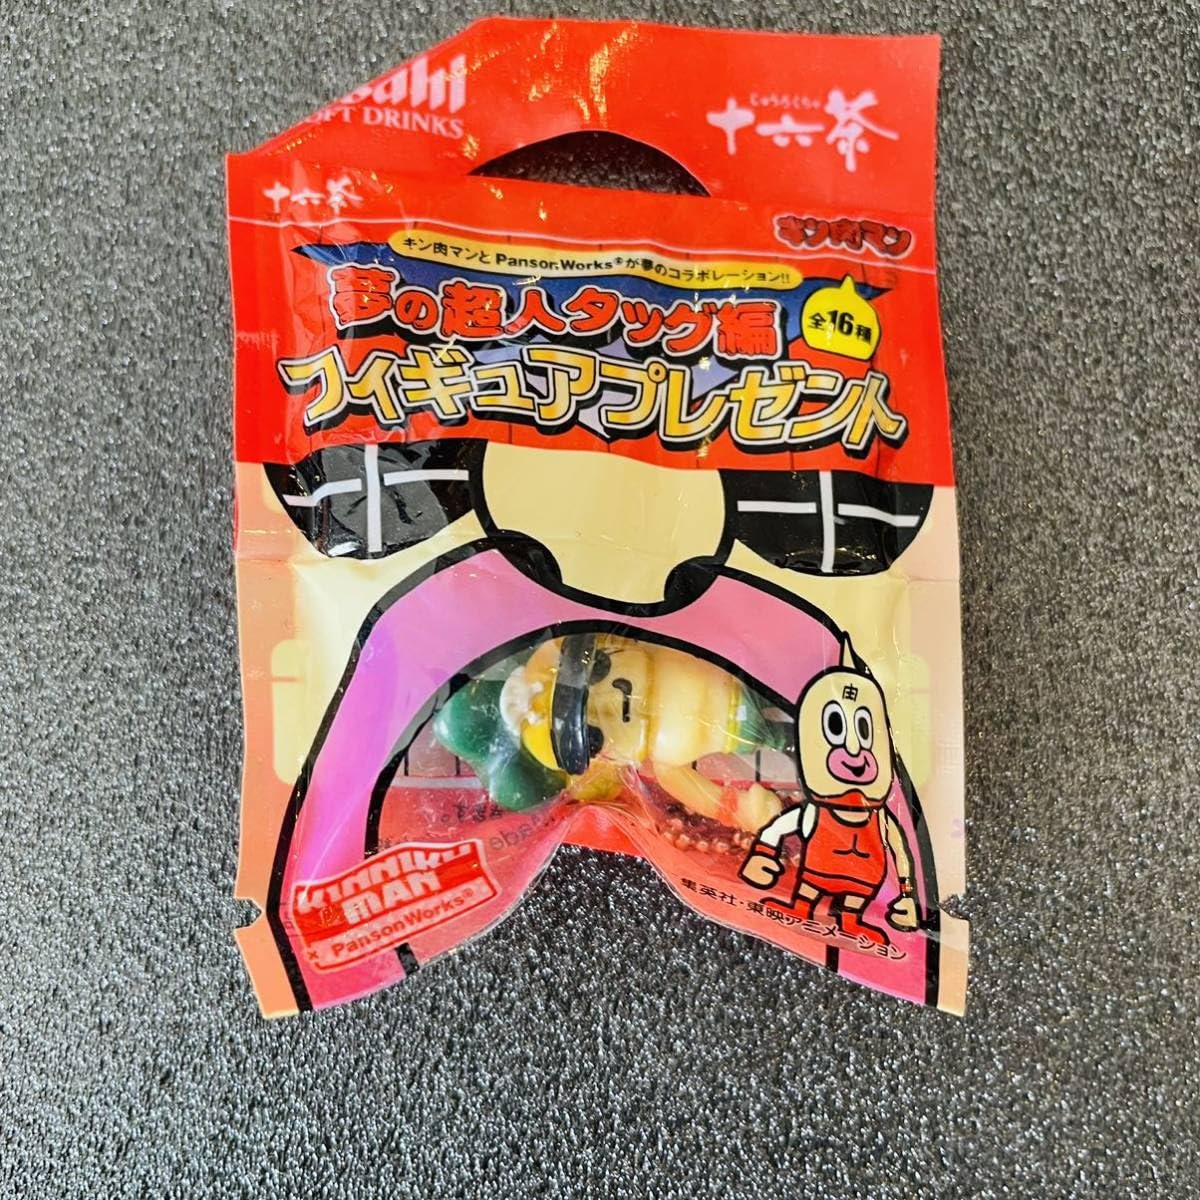 SOFT DRINKS
じゅうろくちゃ
十六茶
十六茶
キン肉マン
キン肉マンとPansonWorks®が夢のコラボレーション!!
夢の超人タッグ編
全16種
フィギュアプレゼント
肉
KINNIKU
MAN
× PansonWorks®
集英社・東映アニメーション